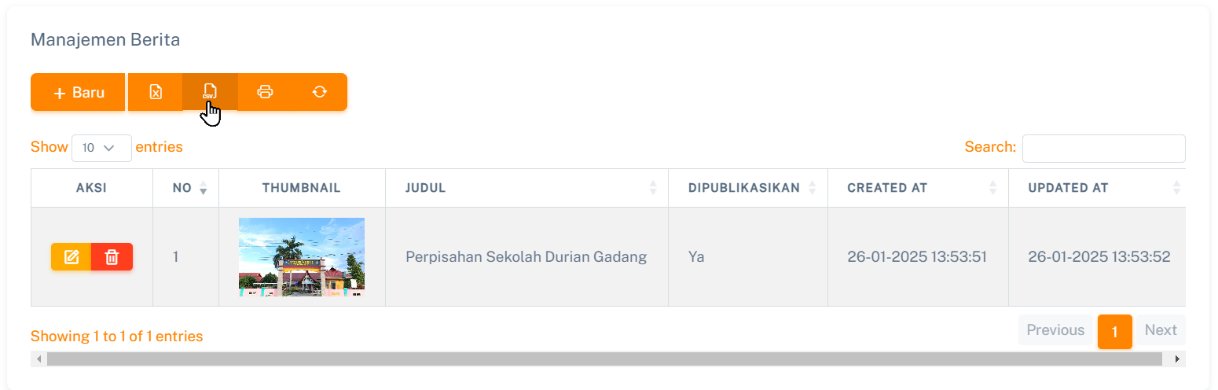 Manajemen Berita
+ Baru
CSV
Show 10 entries
Search:
AKSI NO THUMBNAIL JUDUL DIPUBLIKASIKAN CREATED AT UPDATED AT
1 Perpisahan Sekolah Durian Gadang Ya 26-01-2025 13:53:51 26-01-2025 13:53:52
Showing 1 to 1 of 1 entries
Previous 1 Next